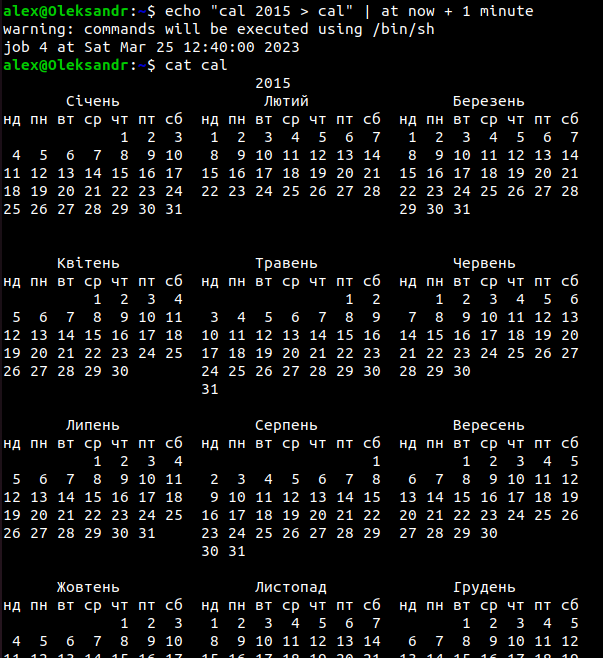 alex@Oleksandr:~$ echo "cal 2015 > cal" | at now + 1 minute
warning: commands will be executed using /bin/sh
job 4 at Sat Mar 25 12:40:00 2023
alex@Oleksandr:~$ cat cal
                            2015
       Січень                Лютий                Березень
нд пн вт ср чт пт сб  нд пн вт ср чт пт сб  нд пн вт ср чт пт сб
             1  2  3   1  2  3  4  5  6  7   1  2  3  4  5  6  7
 4  5  6  7  8  9 10   8  9 10 11 12 13 14   8  9 10 11 12 13 14
11 12 13 14 15 16 17  15 16 17 18 19 20 21  15 16 17 18 19 20 21
18 19 20 21 22 23 24  22 23 24 25 26 27 28  22 23 24 25 26 27 28
25 26 27 28 29 30 31                        29 30 31
      Квітень               Травень               Червень
нд пн вт ср чт пт сб  нд пн вт ср чт пт сб  нд пн вт ср чт пт сб
          1  2  3  4                  1  2      1  2  3  4  5  6
 5  6  7  8  9 10 11   3  4  5  6  7  8  9   7  8  9 10 11 12 13
12 13 14 15 16 17 18  10 11 12 13 14 15 16  14 15 16 17 18 19 20
19 20 21 22 23 24 25  17 18 19 20 21 22 23  21 22 23 24 25 26 27
26 27 28 29 30        24 25 26 27 28 29 30  28 29 30
                      31
       Липень               Серпень               Вересень
нд пн вт ср чт пт сб  нд пн вт ср чт пт сб  нд пн вт ср чт пт сб
          1  2  3  4                     1         1  2  3  4  5
 5  6  7  8  9 10 11   2  3  4  5  6  7  8   6  7  8  9 10 11 12
12 13 14 15 16 17 18   9 10 11 12 13 14 15  13 14 15 16 17 18 19
19 20 21 22 23 24 25  16 17 18 19 20 21 22  20 21 22 23 24 25 26
26 27 28 29 30 31     23 24 25 26 27 28 29  27 28 29 30
                      30 31
      Жовтень               Листопад              Грудень
нд пн вт ср чт пт сб  нд пн вт ср чт пт сб  нд пн вт ср чт пт сб
             1  2  3   1  2  3  4  5  6  7         1  2  3  4  5
 4  5  6  7  8  9 10   8  9 10 11 12 13 14   6  7  8  9 10 11 12
11 12 13 14 15 16 17  15 16 17 18 19 20 21  13 14 15 16 17 18 19